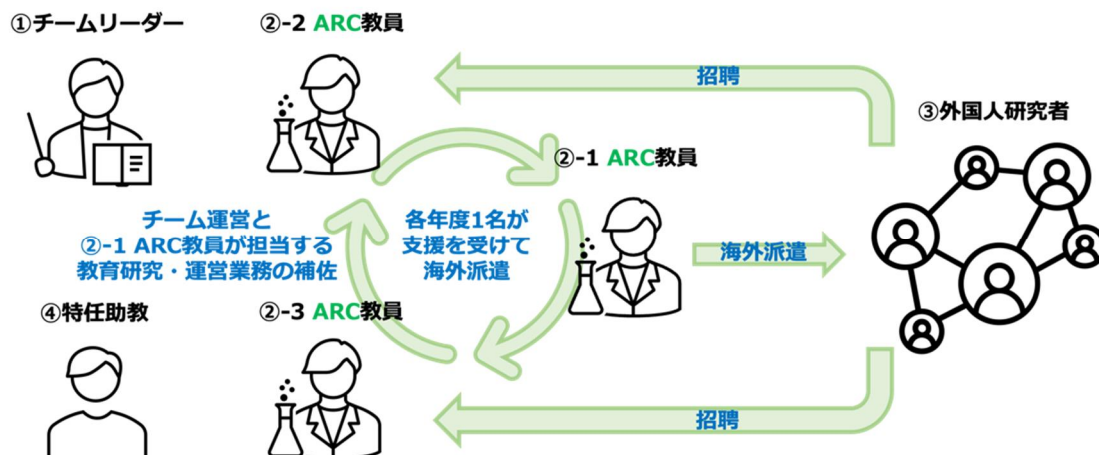 ①チームリーダー
②-2 ARC教員
招聘
③外国人研究者
②-1 ARC教員
チーム運営と
②-1 ARC教員が担当する
教育研究・運営業務の補佐
各年度1名が
支援を受けて
海外派遣
海外派遣
④特任助教
②-3 ARC教員
招聘